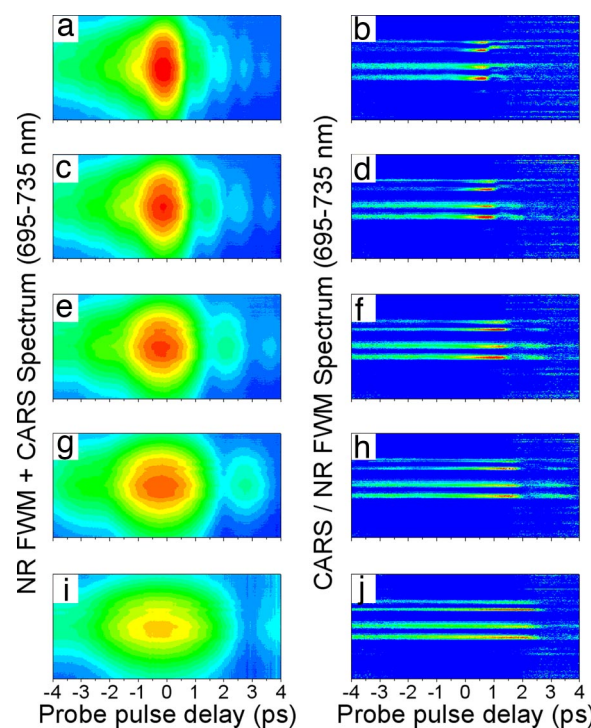 a
b
c
d
e
f
g
h
i
j
NR FWM + CARS Spectrum (695-735 nm)
CARS / NR FWM Spectrum (695-735 nm)
-4 -3 -2 -1 0 1 2 3 4
-4 -3 -2 -1 0 1 2 3 4
Probe pulse delay (ps)
Probe pulse delay (ps)